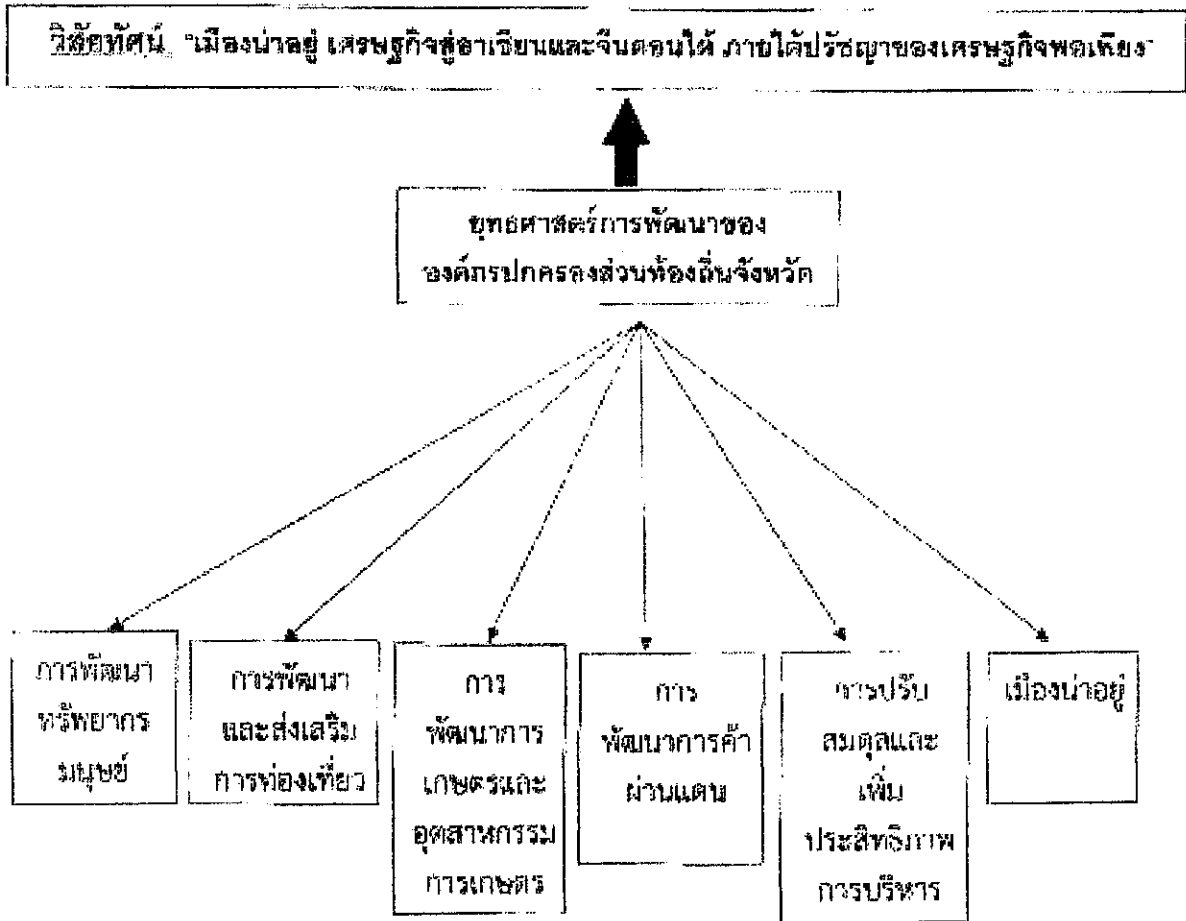 วิสัยทัศน์ "เมืองน่าอยู่ เศรษฐกิจสู่อาเซียนและจีนตอนใต้ ภายใต้ปรัชญาของเศรษฐกิจพอเพียง"
ยุทธศาสตร์การพัฒนาของ
องค์กรปกครองส่วนท้องถิ่นจังหวัด
การพัฒนา
ทรัพยากร
มนุษย์
การพัฒนา
และส่งเสริม
การท่องเที่ยว
การ
พัฒนาการ
เกษตรและ
อุตสาหกรรม
การเกษตร
การ
พัฒนาการค้า
ผ่านแดน
การปรับ
สมดุลและ
เพิ่ม
ประสิทธิภาพ
การบริหาร
เมืองน่าอยู่